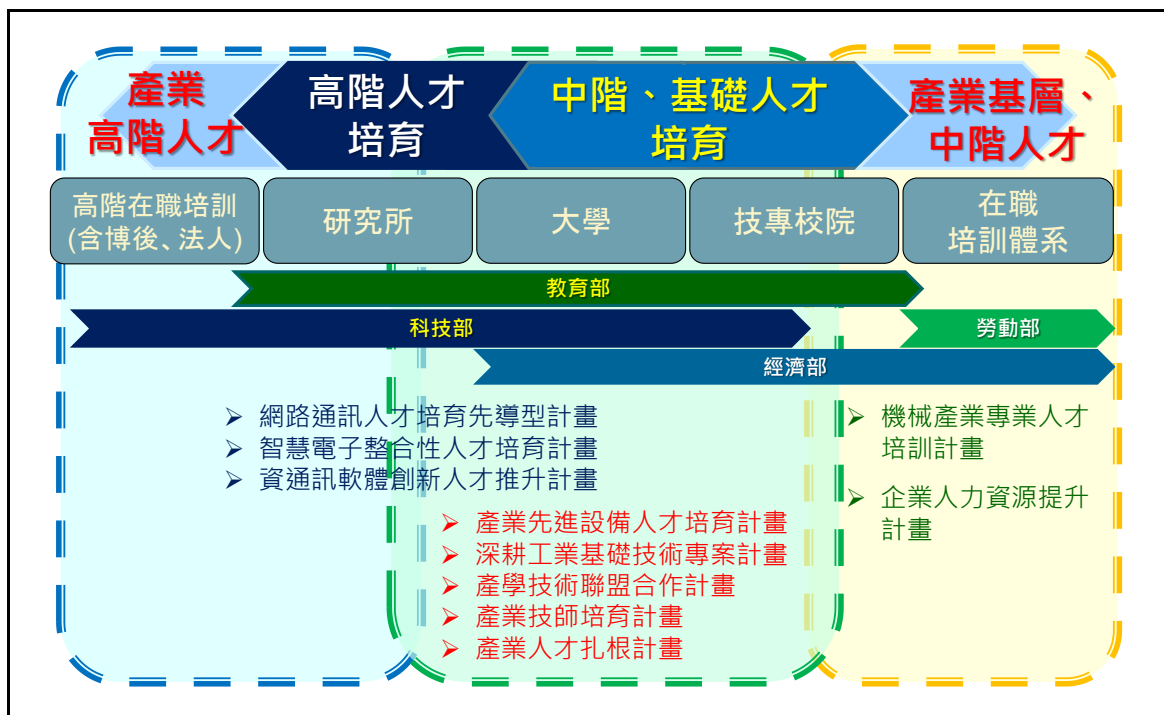 產業
高階人才
高階人才
培育
中階、基礎人才
培育
產業基層、
中階人才
高階在職培訓
(含博後、法人)
研究所
大學
技專校院
在職
培訓體系
教育部
科技部
勞動部
經濟部
➢ 網路通訊人才培育先導型計畫
➢ 智慧電子整合性人才培育計畫
➢ 資通訊軟體創新人才推升計畫
➢ 產業先進設備人才培育計畫
➢ 深耕工業基礎技術專案計畫
➢ 產學技術聯盟合作計畫
➢ 產業技師培育計畫
➢ 產業人才扎根計畫
➢ 機械產業專業人才
培訓計畫
➢ 企業人力資源提升
計畫